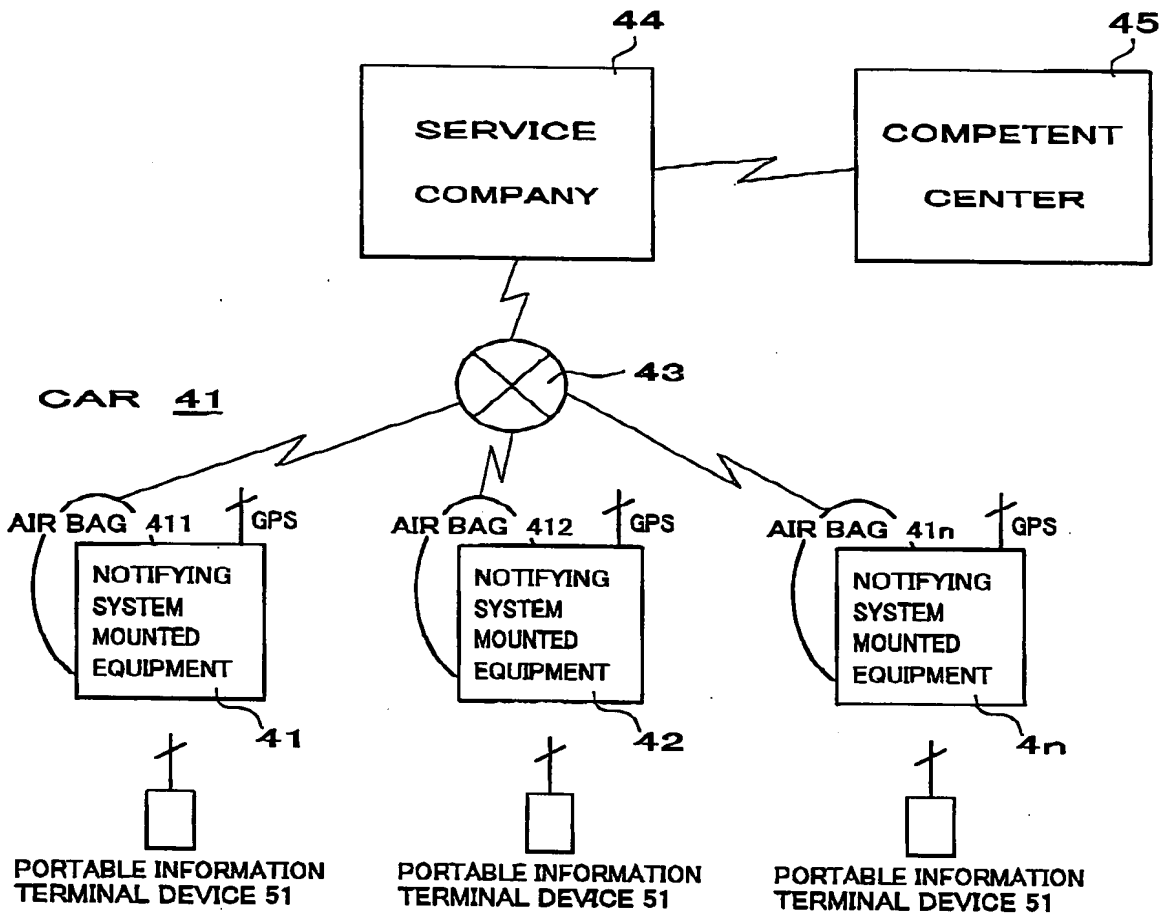 44
45
SERVICE
COMPANY
COMPETENT
CENTER
43
CAR 41
AIR BAG 411
GPS
NOTIFYING
SYSTEM
MOUNTED
EQUIPMENT
41
AIR BAG 412
GPS
NOTIFYING
SYSTEM
MOUNTED
EQUIPMENT
42
AIR BAG 41n
GPS
NOTIFYING
SYSTEM
MOUNTED
EQUIPMENT
4n
PORTABLE INFORMATION
TERMINAL DEVICE 51
PORTABLE INFORMATION
TERMINAL DEVICE 51
PORTABLE INFORMATION
TERMINAL DEVICE 51